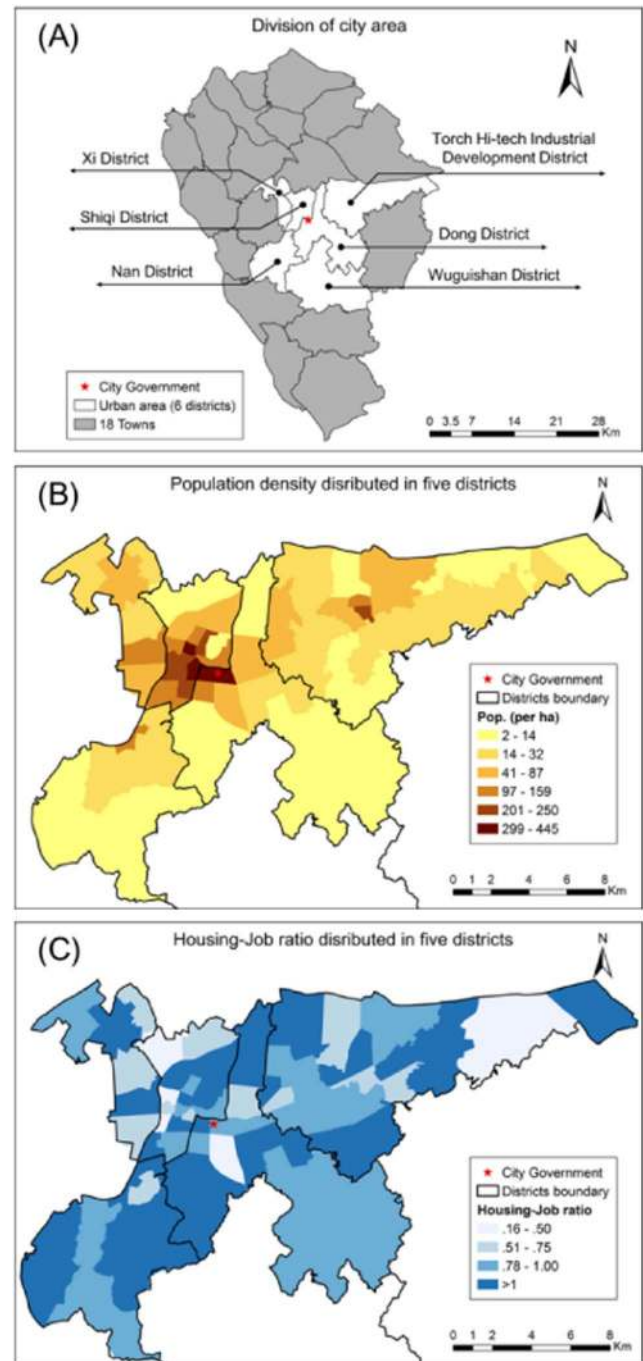 (A)
Division of city area
N
Xi District
Torch Hi-tech Industrial
Development District
Shiqi District
Dong District
Nan District
Wuguishan District
City Government
Urban area (6 districts)
18 Towns
0 3.5 7 14 21 28
Km
(B)
Population density disributed in five districts
N
City Government
Districts boundary
Pop. (per ha)
2 - 14
14 - 32
41 - 87
97 - 159
201 - 250
299 - 445
0 1 2 4 6 8
Km
(C)
Housing-Job ratio disributed in five districts
N
City Government
Districts boundary
Housing-Job ratio
.16 - .50
.51 - .75
.78 - 1.00
>1
0 1 2 4 6 8
Km